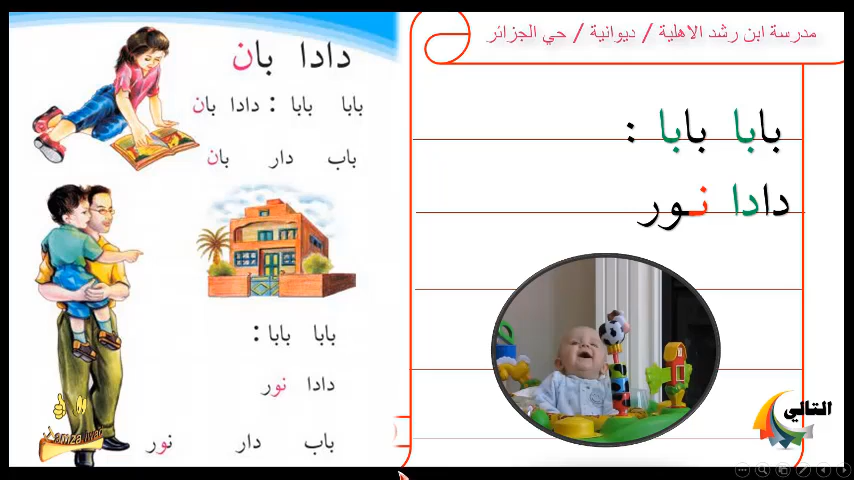 مدرسة ابن رشد الاهلية / ديوانية / حي الجزائر
بابا بابا :
دادا نـور
التالي
دادا بان
بابا بابا : دادا بان
باب دار بان
بابا بابا :
دادا نور
باب دار نور